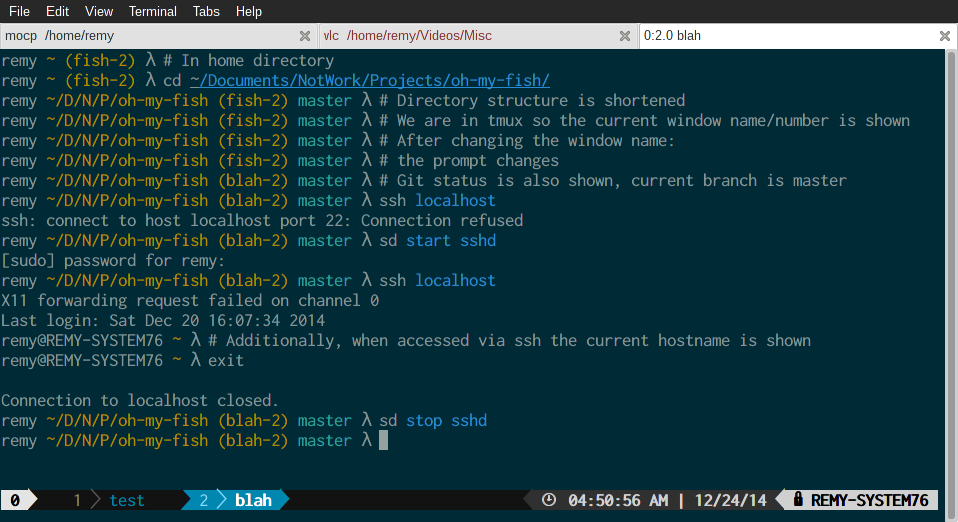 File Edit View Terminal Tabs Help
mocp /home/remy vlc /home/remy/Videos/Misc 0:2.0 blah
remy ~ (fish-2) λ # In home directory
remy ~ (fish-2) λ cd ~/Documents/NotWork/Projects/oh-my-fish/
remy ~/D/N/P/oh-my-fish (fish-2) master λ # Directory structure is shortened
remy ~/D/N/P/oh-my-fish (fish-2) master λ # We are in tmux so the current window name/number is shown
remy ~/D/N/P/oh-my-fish (fish-2) master λ # After changing the window name:
remy ~/D/N/P/oh-my-fish (fish-2) master λ # the prompt changes
remy ~/D/N/P/oh-my-fish (blah-2) master λ # Git status is also shown, current branch is master
remy ~/D/N/P/oh-my-fish (blah-2) master λ ssh localhost
ssh: connect to host localhost port 22: Connection refused
remy ~/D/N/P/oh-my-fish (blah-2) master λ sd start sshd
[sudo] password for remy:
remy ~/D/N/P/oh-my-fish (blah-2) master λ ssh localhost
X11 forwarding request failed on channel 0
Last login: Sat Dec 20 16:07:34 2014
remy@REMY-SYSTEM76 ~ λ # Additionally, when accessed via ssh the current hostname is shown
remy@REMY-SYSTEM76 ~ λ exit
Connection to localhost closed.
remy ~/D/N/P/oh-my-fish (blah-2) master λ sd stop sshd
remy ~/D/N/P/oh-my-fish (blah-2) master λ
0 1 test 2 blah 04:50:56 AM | 12/24/14 REMY-SYSTEM76